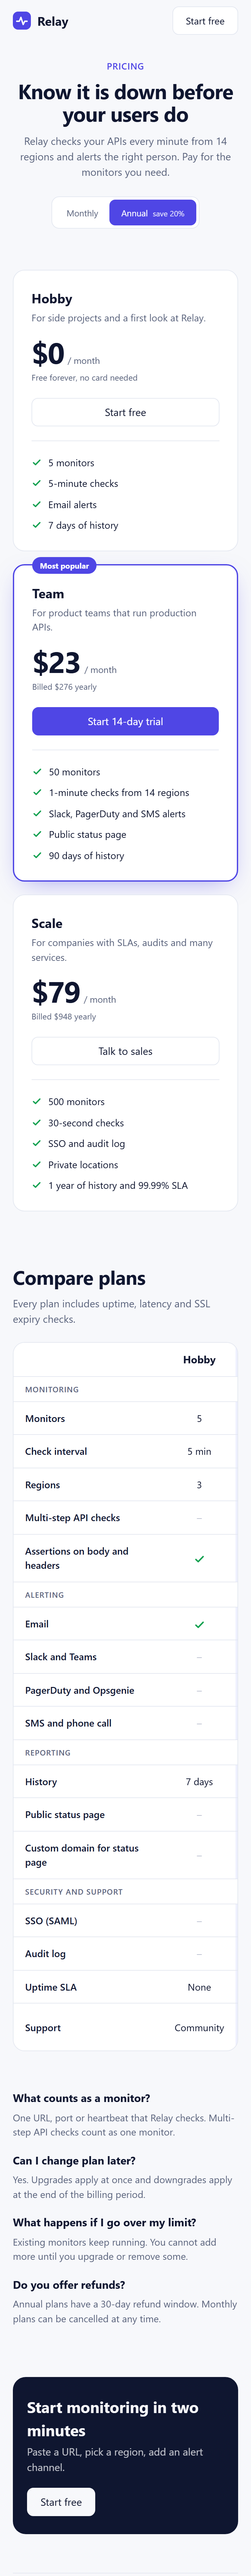 Relay
Start free
PRICING
Know it is down before
your users do
Relay checks your APIs every minute from 14
regions and alerts the right person. Pay for the
monitors you need.
Monthly
Annual save 20%
Hobby
For side projects and a first look at Relay.
$0 / month
Free forever, no card needed
Start free
5 monitors
5-minute checks
Email alerts
7 days of history
Most popular
Team
For product teams that run production
APIs.
$23 / month
Billed $276 yearly
Start 14-day trial
50 monitors
1-minute checks from 14 regions
Slack, PagerDuty and SMS alerts
Public status page
90 days of history
Scale
For companies with SLAs, audits and many
services.
$79 / month
Billed $948 yearly
Talk to sales
500 monitors
30-second checks
SSO and audit log
Private locations
1 year of history and 99.99% SLA
Compare plans
Every plan includes uptime, latency and SSL
expiry checks.
Hobby
MONITORING
Monitors 5
Check interval 5 min
Regions 3
Multi-step API checks –
Assertions on body and
headers
ALERTING
Email
Slack and Teams –
PagerDuty and Opsgenie –
SMS and phone call –
REPORTING
History 7 days
Public status page –
Custom domain for status
page –
SECURITY AND SUPPORT
SSO (SAML) –
Audit log –
Uptime SLA None
Support Community
What counts as a monitor?
One URL, port or heartbeat that Relay checks. Multi-
step API checks count as one monitor.
Can I change plan later?
Yes. Upgrades apply at once and downgrades apply
at the end of the billing period.
What happens if I go over my limit?
Existing monitors keep running. You cannot add
more until you upgrade or remove some.
Do you offer refunds?
Annual plans have a 30-day refund window. Monthly
plans can be cancelled at any time.
Start monitoring in two
minutes
Paste a URL, pick a region, add an alert
channel.
Start free